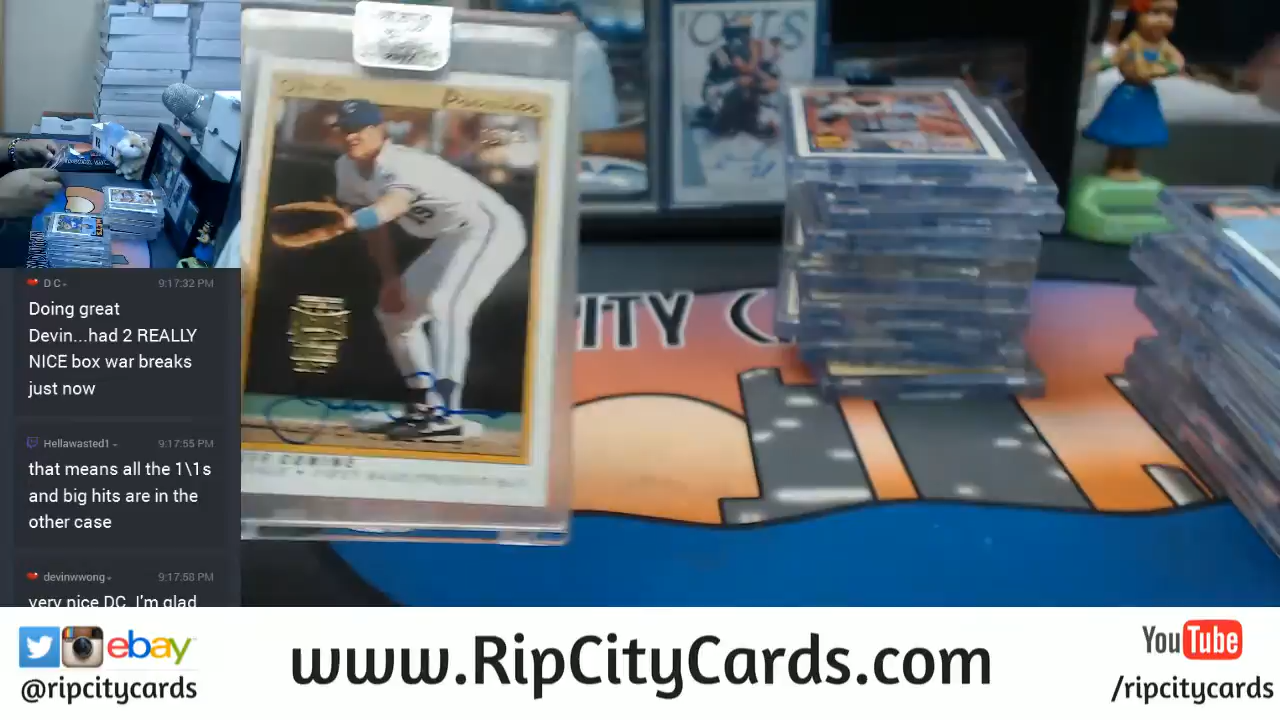 D C
9:17:32 PM
Doing great
Devin...had 2 REALLY
NICE box war breaks
just now
Hellawasted1
9:17:55 PM
that means all the 1\1s
and big hits are in the
other case
devinwwong
9:17:58 PM
very nice DC, I'm glad
Premier
ITY C
ebay
@ripcitycards
www.RipCityCards.com
YouTube
/ripcitycards